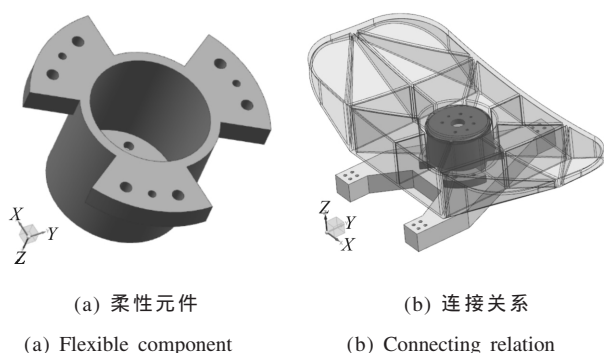 X
Y
Z
Z
Y
X
(a) 柔性元件
(b) 连接关系
(a) Flexible component
(b) Connecting relation